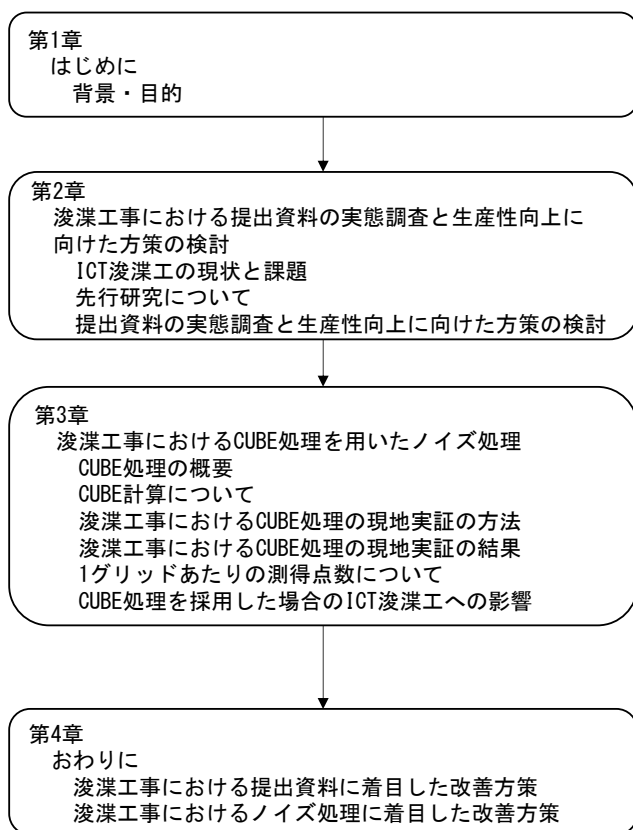 第1章
はじめに
背景・目的
第2章
浚渫工事における提出資料の実態調査と生産性向上に
向けた方策の検討
ICT浚渫工の現状と課題
先行研究について
提出資料の実態調査と生産性向上に向けた方策の検討
第3章
浚渫工事におけるCUBE処理を用いたノイズ処理
CUBE処理の概要
CUBE計算について
浚渫工事におけるCUBE処理の現地実証の方法
浚渫工事におけるCUBE処理の現地実証の結果
1グリッドあたりの測得点数について
CUBE処理を採用した場合のICT浚渫工への影響
第4章
おわりに
浚渫工事における提出資料に着目した改善方策
浚渫工事におけるノイズ処理に着目した改善方策